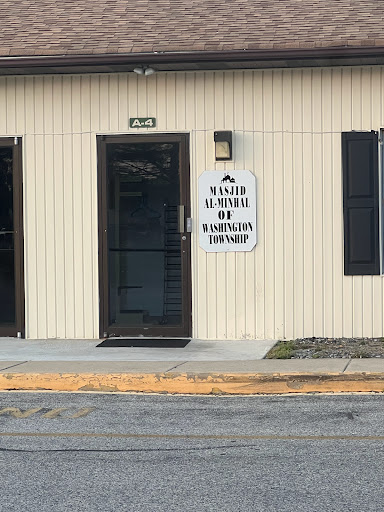 A-4
MASJID
AL-MINHAL
OF
WASHINGTON
TOWNSHIP